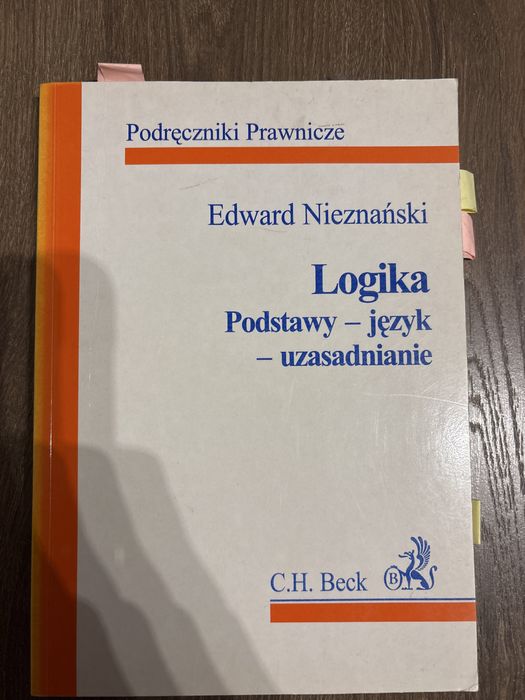 Podręczniki Prawnicze
Edward Nieznański
Logika
Podstawy – język
– uzasadnianie
C.H. Beck
B